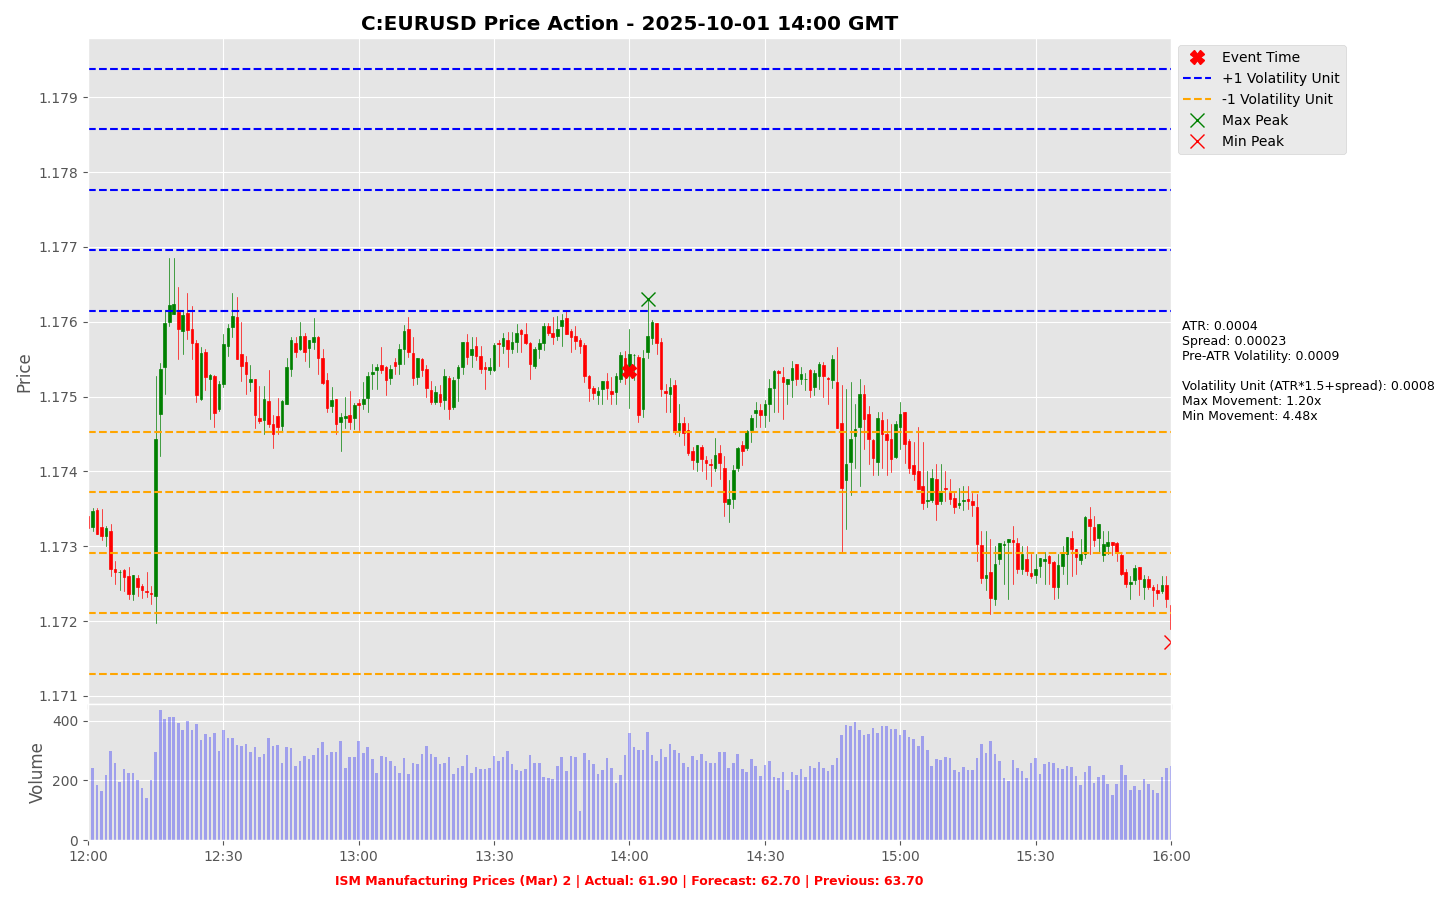 C:EURUSD Price Action - 2025-10-01 14:00 GMT
Event Time
+1 Volatility Unit
-1 Volatility Unit
Max Peak
Min Peak
Price
1.179
1.178
1.177
1.176
1.175
1.174
1.173
1.172
1.171
ATR: 0.0004
Spread: 0.00023
Pre-ATR Volatility: 0.0009
Volatility Unit (ATR*1.5+spread): 0.0008
Max Movement: 1.20x
Min Movement: 4.48x
Volume
400
200
0
12:00 12:30 13:00 13:30 14:00 14:30 15:00 15:30 16:00
ISM Manufacturing Prices (Mar) 2 | Actual: 61.90 | Forecast: 62.70 | Previous: 63.70